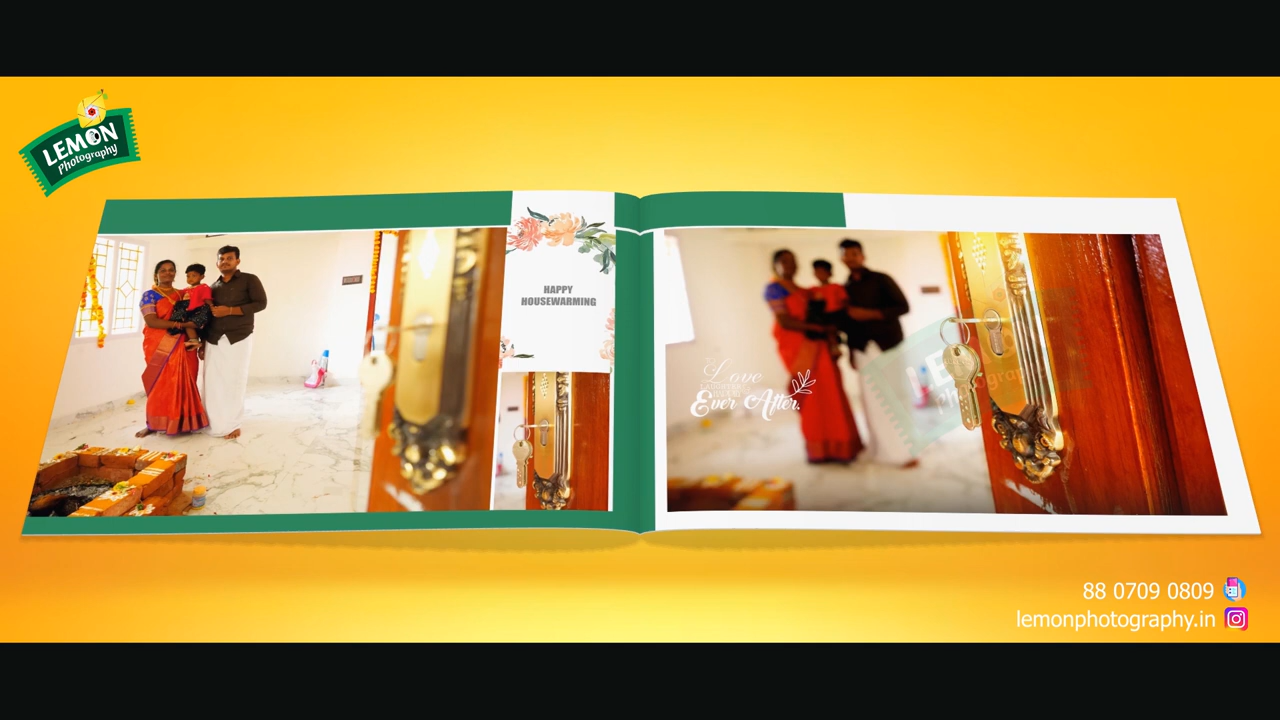 LEMON
Photography
HAPPY
HOUSEWARMING
Love
Ever After.
88 0709 0809
lemonphotography.in